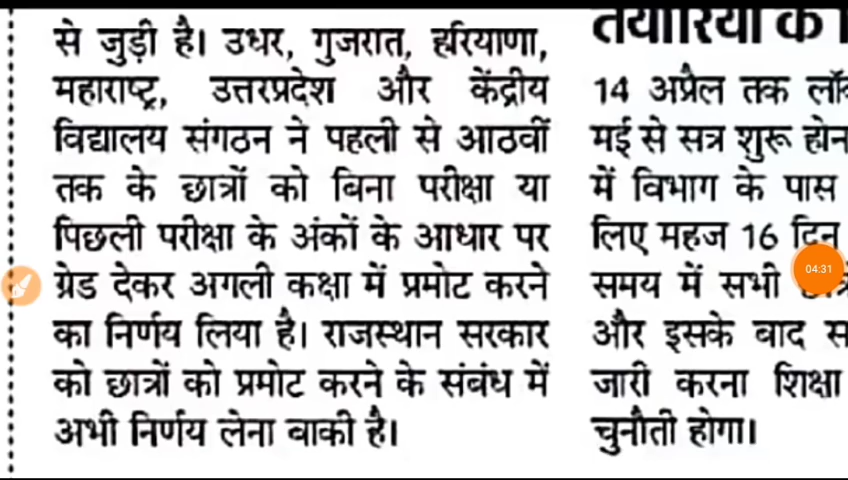 से जुड़ी है। उधर, गुजरात, हरियाणा,
महाराष्ट्र, उत्तरप्रदेश और केंद्रीय
विद्यालय संगठन ने पहली से आठवीं
तक के छात्रों को बिना परीक्षा या
पिछली परीक्षा के अंकों के आधार पर
ग्रेड देकर अगली कक्षा में प्रमोट करने
का निर्णय लिया है। राजस्थान सरकार
को छात्रों को प्रमोट करने के संबंध में
अभी निर्णय लेना बाकी है।
तैयारियों के
14 अप्रैल तक
मई से सत्र शुरू
में विभाग के पास
लिए महज 16 दिन
समय में सभी
और इसके बाद
जारी करना शिक्षा
चुनौती होगा।
04:31